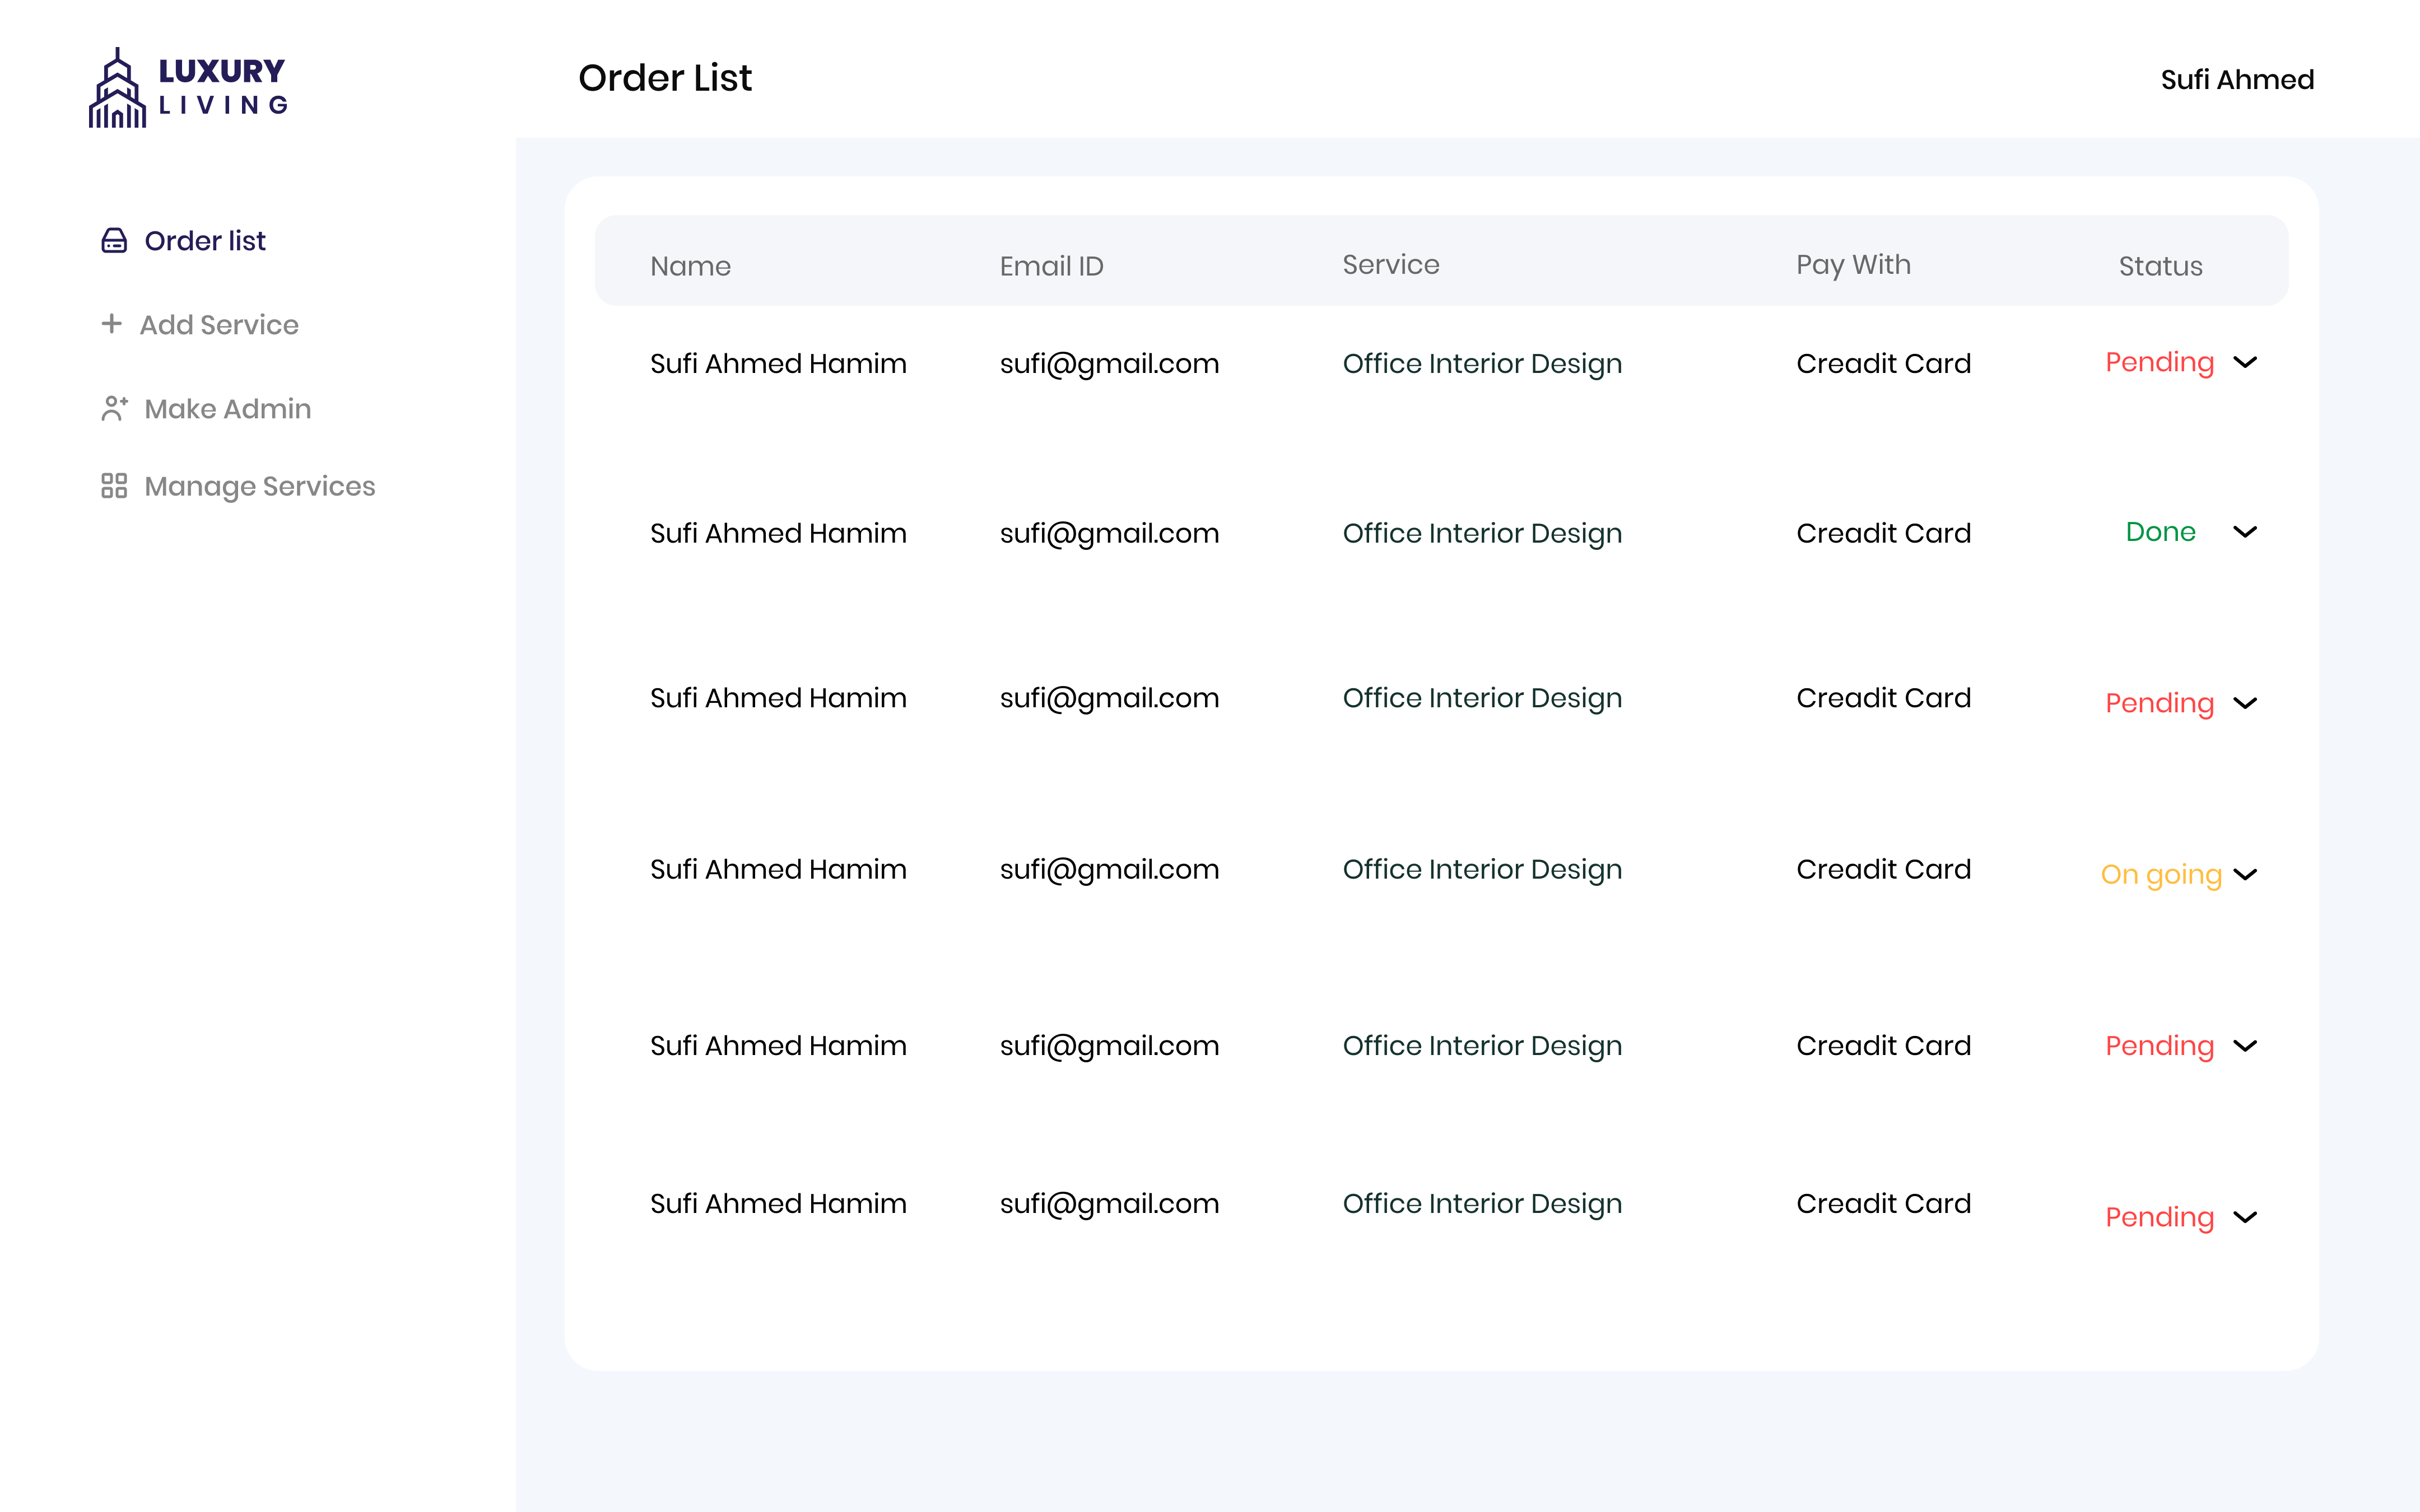 LUXURY
LIVING
Order List
Sufi Ahmed
Order list
Add Service
Make Admin
Manage Services
Name Email ID Service Pay With Status
Sufi Ahmed Hamim sufi@gmail.com Office Interior Design Creadit Card Pending
Sufi Ahmed Hamim sufi@gmail.com Office Interior Design Creadit Card Done
Sufi Ahmed Hamim sufi@gmail.com Office Interior Design Creadit Card Pending
Sufi Ahmed Hamim sufi@gmail.com Office Interior Design Creadit Card On going
Sufi Ahmed Hamim sufi@gmail.com Office Interior Design Creadit Card Pending
Sufi Ahmed Hamim sufi@gmail.com Office Interior Design Creadit Card Pending